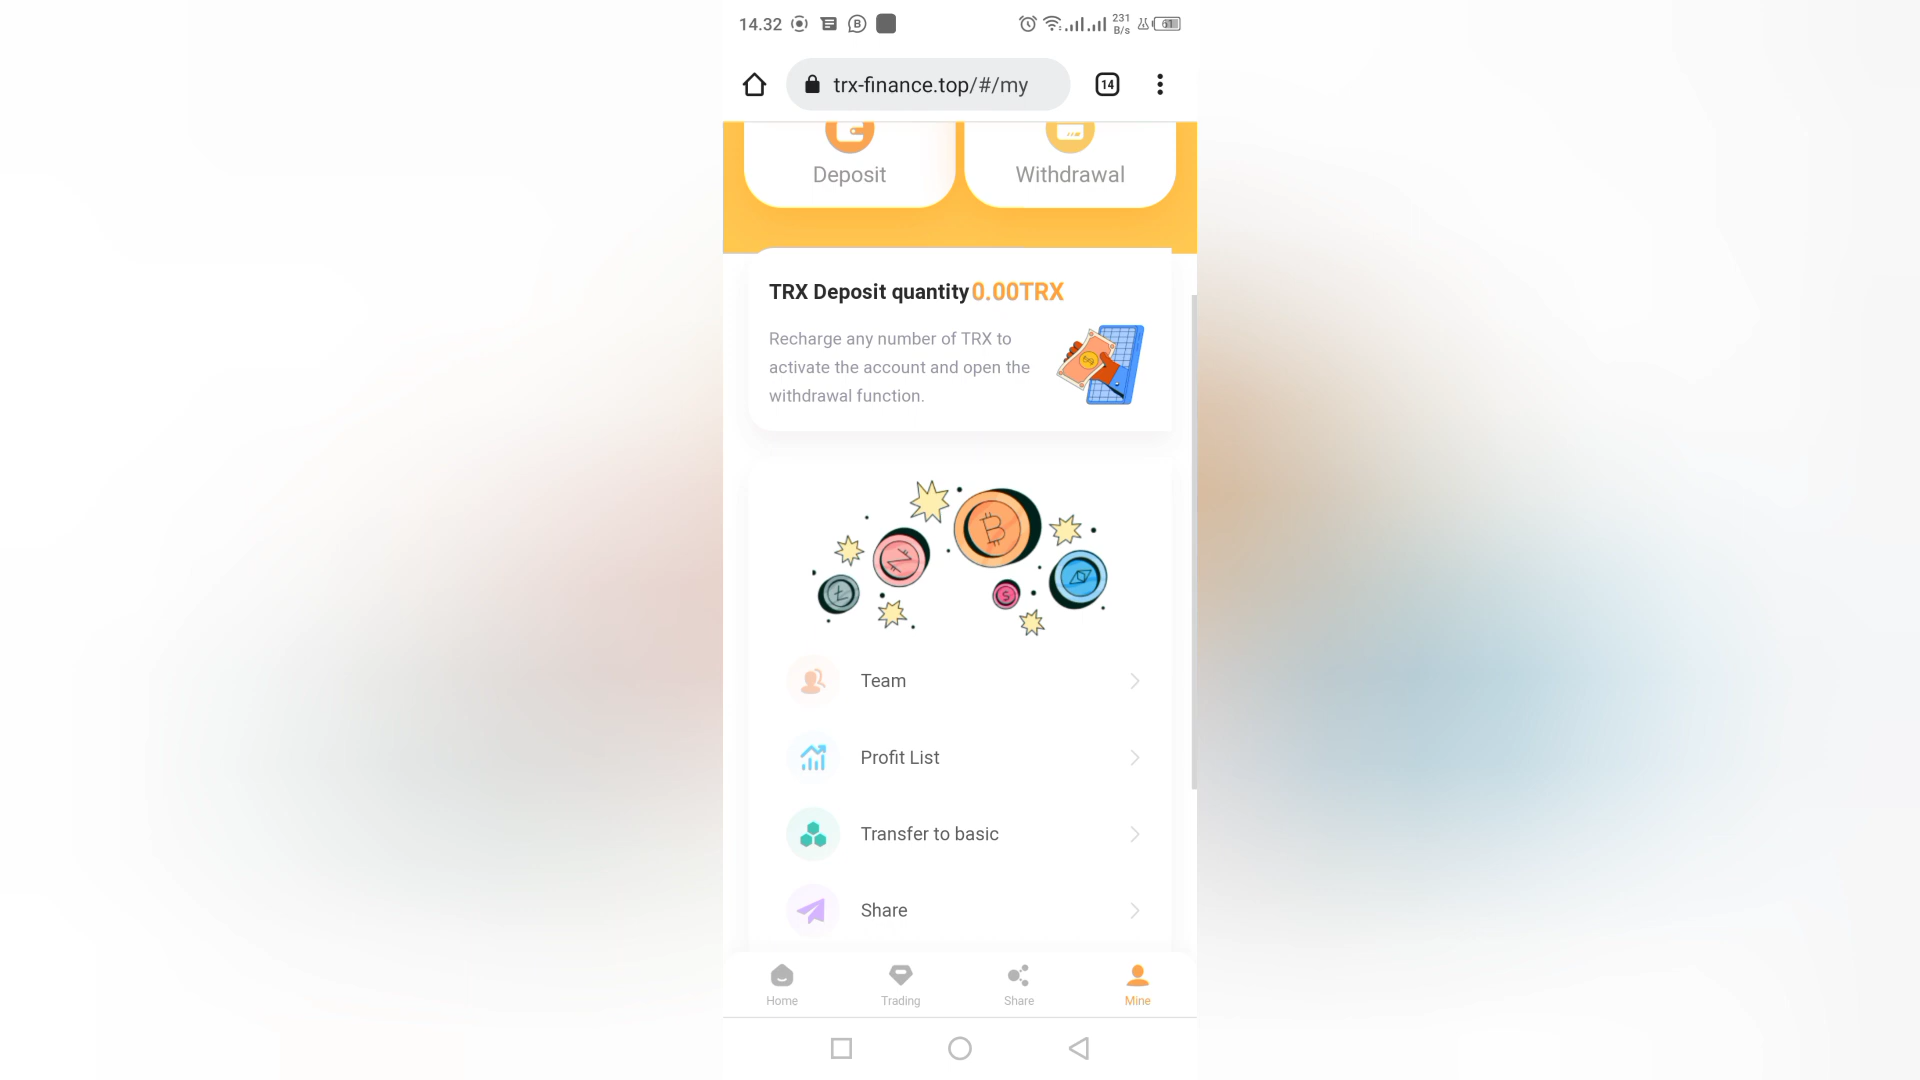 14.32
231
B/s
61
trx-finance.top/#/my
14
Deposit
Withdrawal
TRX Deposit quantity 0.00TRX
Recharge any number of TRX to
activate the account and open the
withdrawal function.
Team
Profit List
Transfer to basic
Share
Home
Trading
Share
Mine